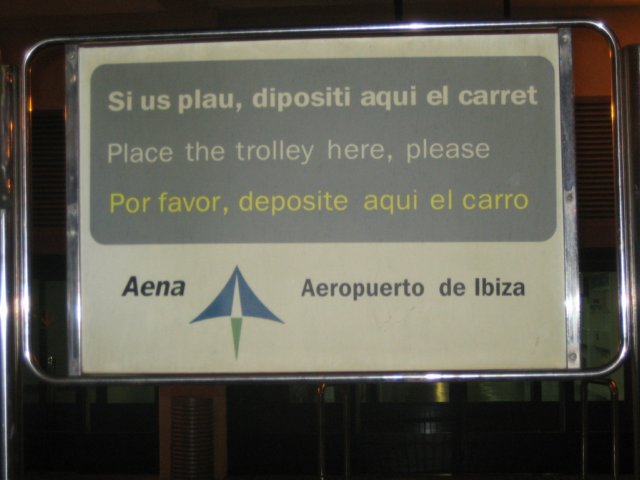 Si us plau, dipositi aqui el carret
Place the trolley here, please
Por favor, deposite aqui el carro
Aena
Aeropuerto de Ibiza